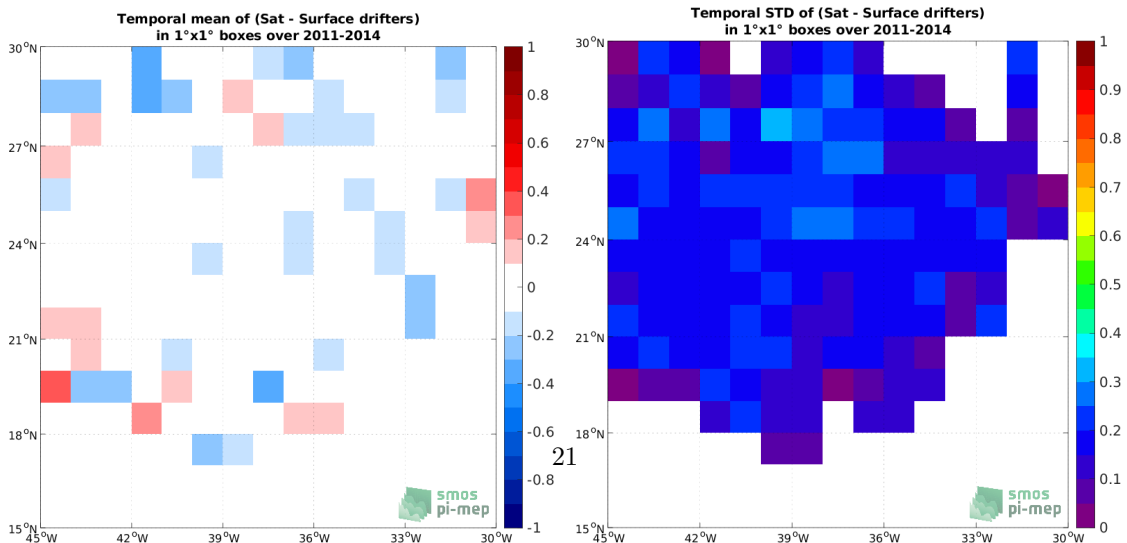 Temporal mean of (Sat - Surface drifters)
in 1°x1° boxes over 2011-2014
30°N
27°N
24°N
21°N
18°N
15°N
45°W
42°W
39°W
36°W
33°W
30°W
1
0.8
0.6
0.4
0.2
0
-0.2
-0.4
-0.6
-0.8
-1
smos
pi-mep
21
Temporal STD of (Sat - Surface drifters)
in 1°x1° boxes over 2011-2014
30°N
27°N
24°N
21°N
18°N
15°N
45°W
42°W
39°W
36°W
33°W
30°W
1
0.9
0.8
0.7
0.6
0.5
0.4
0.3
0.2
0.1
0
smos
pi-mep